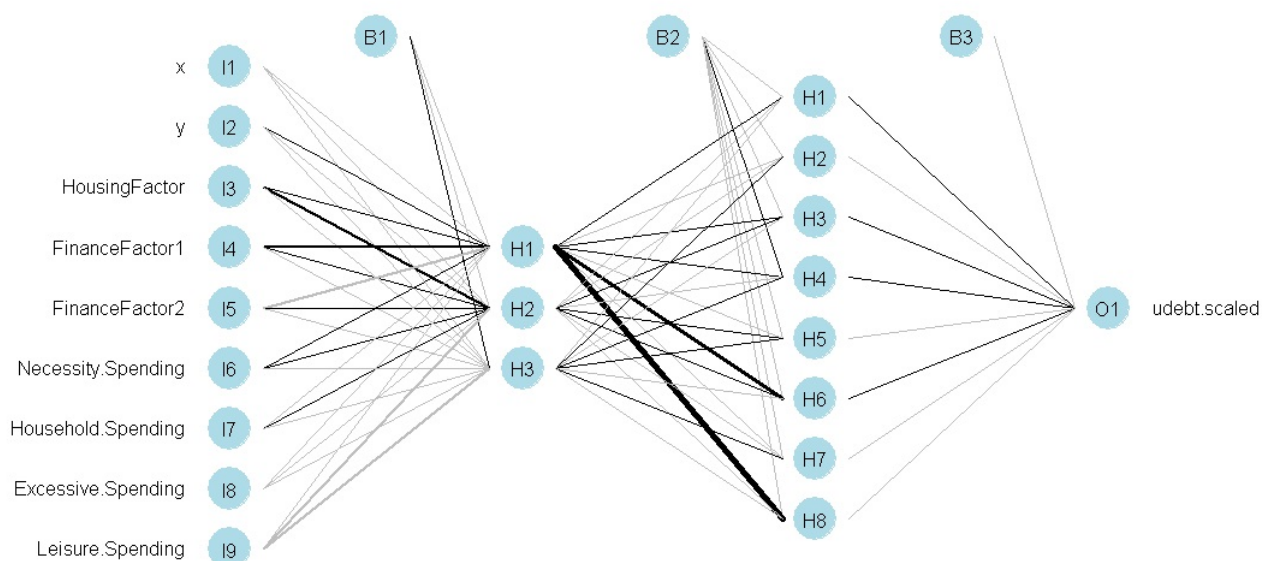 B1
B2
B3
x I1
y I2
HousingFactor I3
FinanceFactor1 I4
FinanceFactor2 I5
Necessity.Spending I6
Household.Spending I7
Excessive.Spending I8
Leisure.Spending I9
H1
H2
H3
H1
H2
H3
H4
H5
H6
H7
H8
O1 udebt.scaled